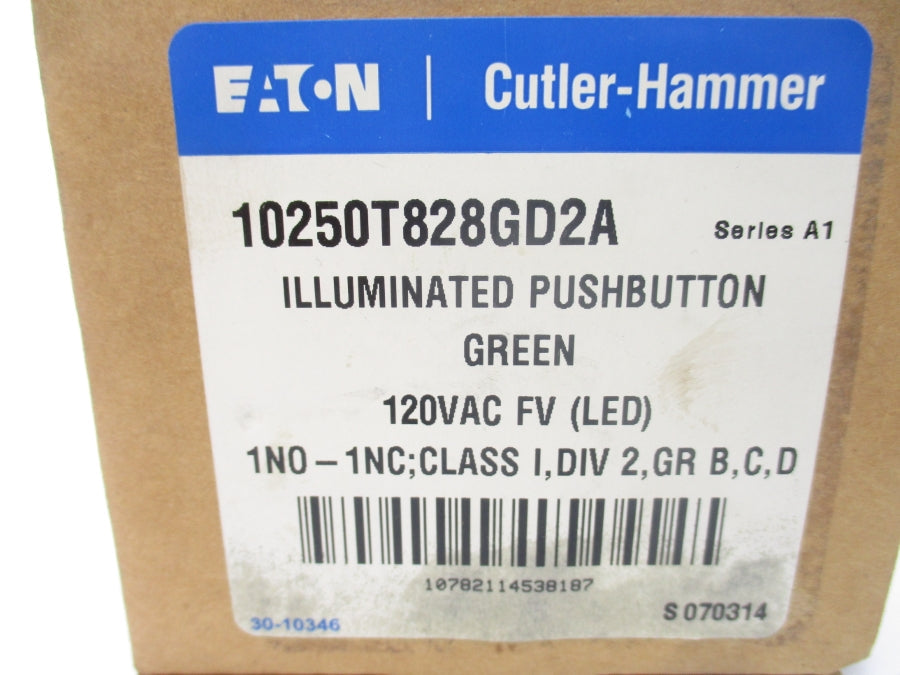 EATON | Cutler-Hammer
10250T828GD2A Series A1
ILLUMINATED PUSHBUTTON
GREEN
120VAC FV (LED)
1NO – 1NC;CLASS I,DIV 2,GR B,C,D
10782114538187
30-10346 S 070314